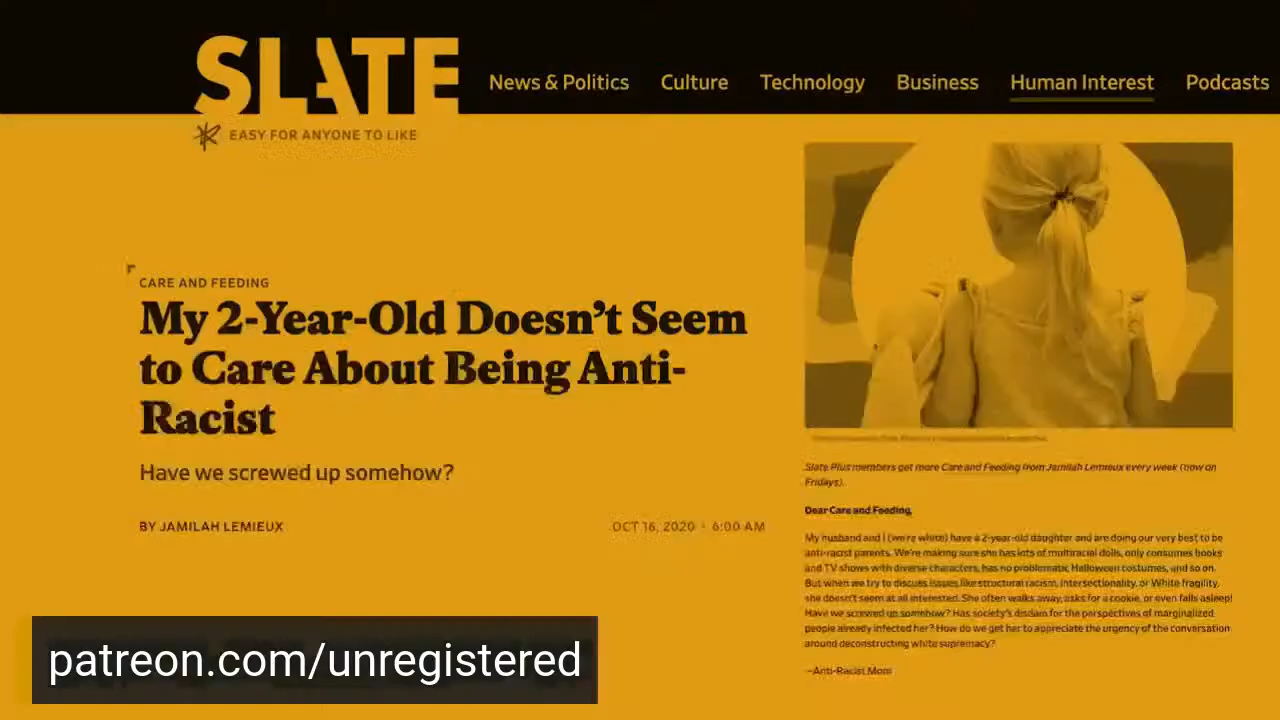 SLATE
News & Politics Culture Technology Business Human Interest Podcasts
EASY FOR ANYONE TO LIKE
CARE AND FEEDING
My 2-Year-Old Doesn't Seem
to Care About Being Anti-
Racist
Have we screwed up somehow?
BY JAMILAH LEMIEUX OCT 16, 2020 • 6:00 AM
Slate Plus members get more Care and Feeding from Jamilah Lemieux every week (now on
Fridays).
Dear Care and Feeding,
My husband and I (we're white) have a 2-year-old daughter and are doing our very best to be
anti-racist parents. We're making sure she has lots of multiracial dolls, only consumes books
and TV shows with diverse characters, has no problematic Halloween costumes, and so on.
But when we try to discuss issues like structural racism, intersectionality, or White fragility,
she doesn't seem at all interested. She often walks away, asks for a cookie, or even falls asleep!
Have we screwed up somehow? Has society's disdain for the perspectives of marginalized
people already infected her? How do we get her to appreciate the urgency of the conversation
around deconstructing white supremacy?
—Anti-Racist Mom
patreon.com/unregistered